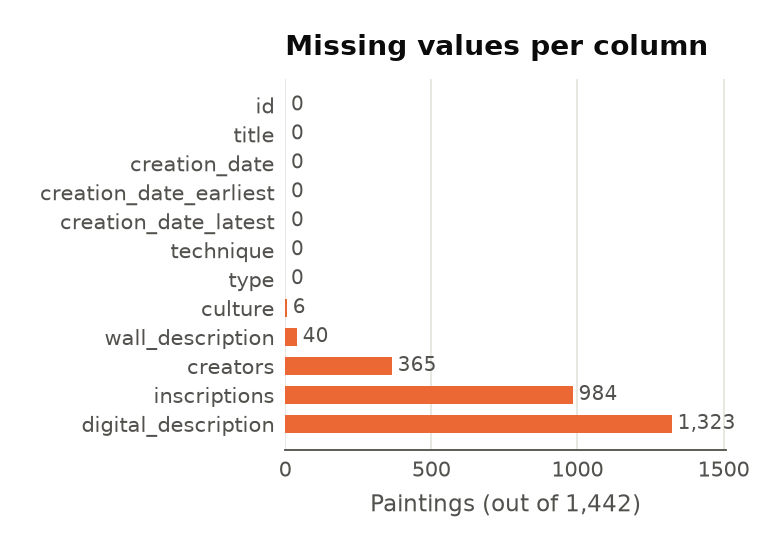 Missing values per column
id 0
title 0
creation_date 0
creation_date_earliest 0
creation_date_latest 0
technique 0
type 0
culture 6
wall_description 40
creators 365
inscriptions 984
digital_description 1,323
0 500 1000 1500
Paintings (out of 1,442)